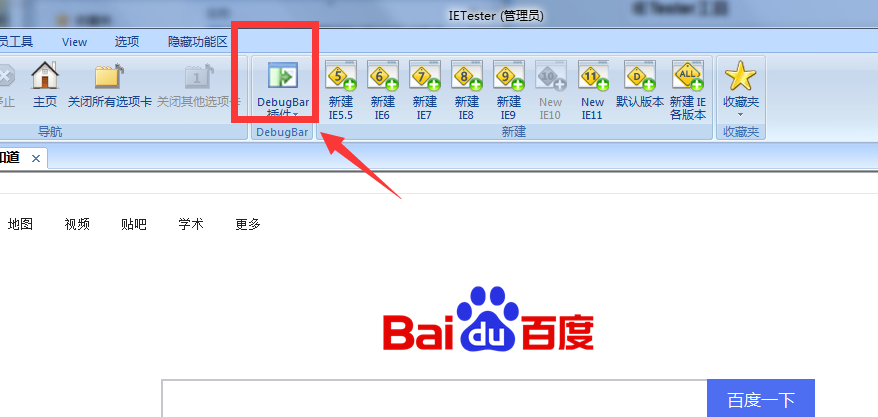 IETester (管理员)
员工具 View 选项 隐藏功能区
止 主页 关闭所有选项卡 关闭其他选项卡 DebugBar 插件 新建 IE5.5 新建 IE6 新建 IE7 新建 IE8 新建 IE9 New IE10 New IE11 默认版本 新建 IE 各版本 收藏夹
导航 DebugBar 新建 收藏夹
知道
地图 视频 贴吧 学术 更多
Bai du 百度
百度一下